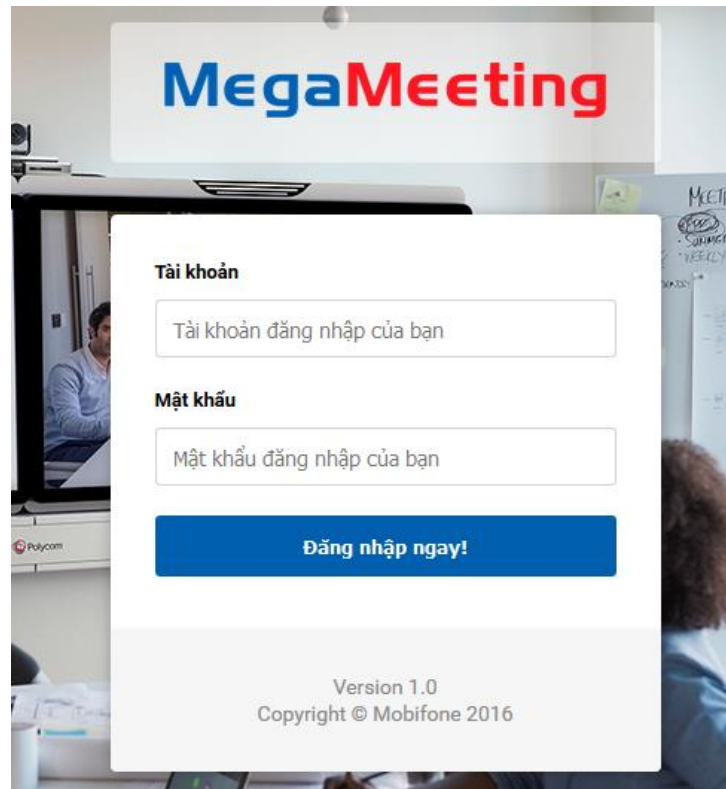 MegaMeeting
Tài khoản
Tài khoản đăng nhập của bạn
Mật khẩu
Mật khẩu đăng nhập của bạn
Polycom
Đăng nhập ngay!
Version 1.0
Copyright © Mobifone 2016